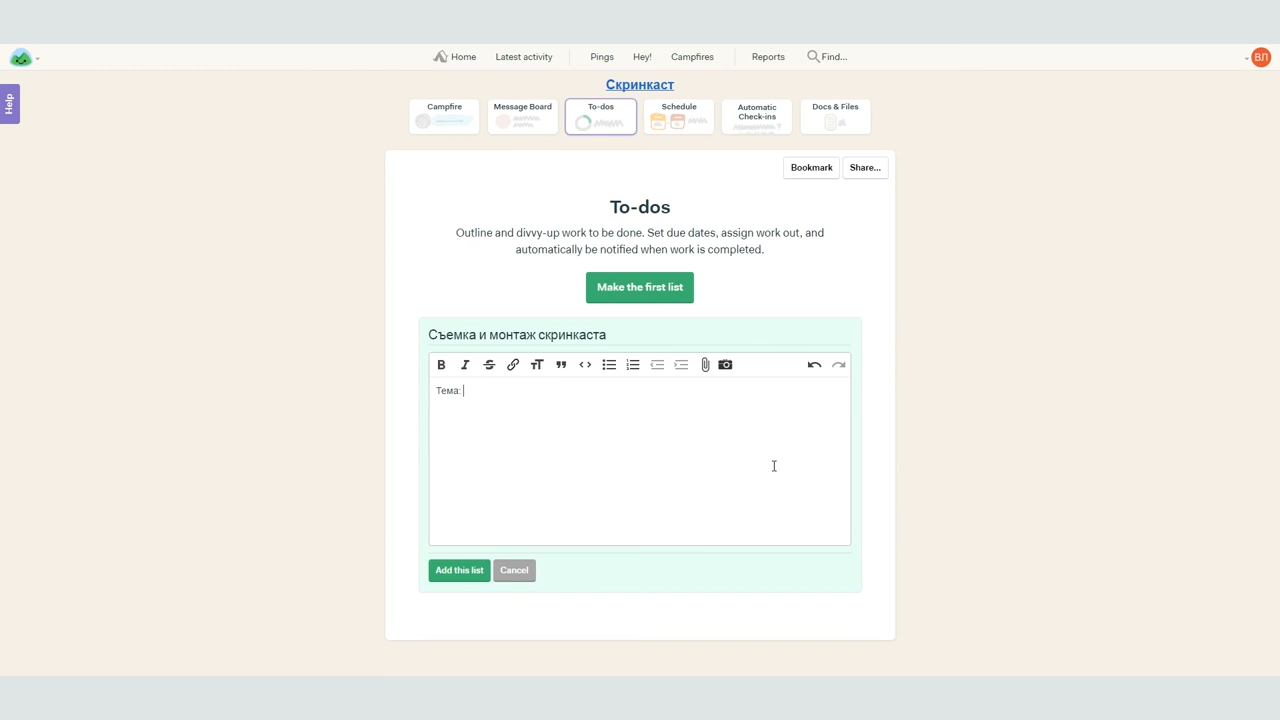 Home Latest activity Pings Hey! Campfires Reports Find... ВЛ
Help
Скринкаст
Campfire Message Board To-dos Schedule Automatic Check-ins Docs & Files
Bookmark Share...
To-dos
Outline and divvy-up work to be done. Set due dates, assign work out, and
automatically be notified when work is completed.
Make the first list
Съемка и монтаж скринкаста
Тема:
Add this list Cancel